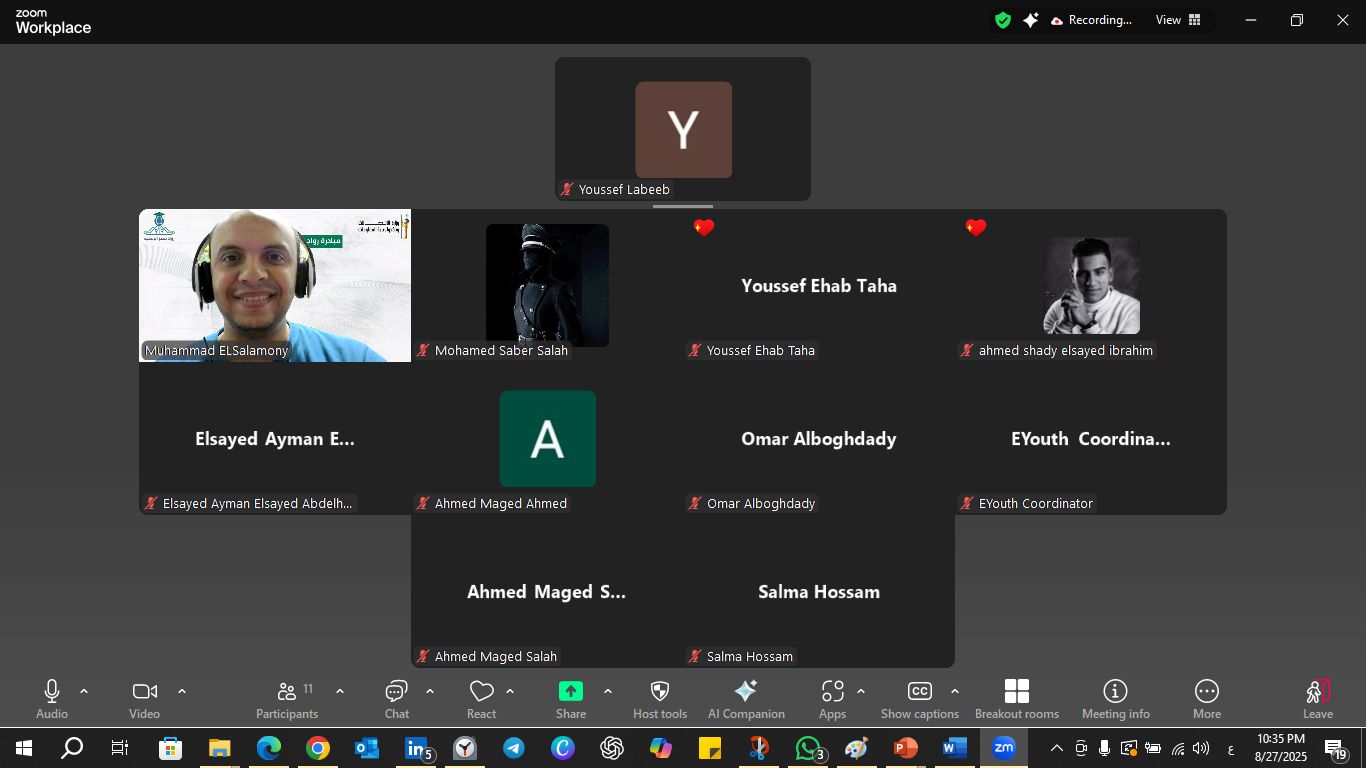 zoom
Workplace
Recording...
View
Y
Youssef Labeeb
مبادرة رواد
Muhammad ELSalamony
Mohamed Saber Salah
Youssef Ehab Taha
Youssef Ehab Taha
ahmed shady elsayed ibrahim
Elsayed Ayman E...
Elsayed Ayman Elsayed Abdelh...
A
Ahmed Maged Ahmed
Omar Alboghdady
Omar Alboghdady
EYouth Coordina...
EYouth Coordinator
Ahmed Maged S...
Ahmed Maged Salah
Salma Hossam
Salma Hossam
Audio
Video
11
Participants
Chat
React
Share
Host tools
AI Companion
Apps
CC
Show captions
Breakout rooms
Meeting info
More
Leave
in
5
C
3
P
W
zm
ع
10:35 PM
8/27/2025
19